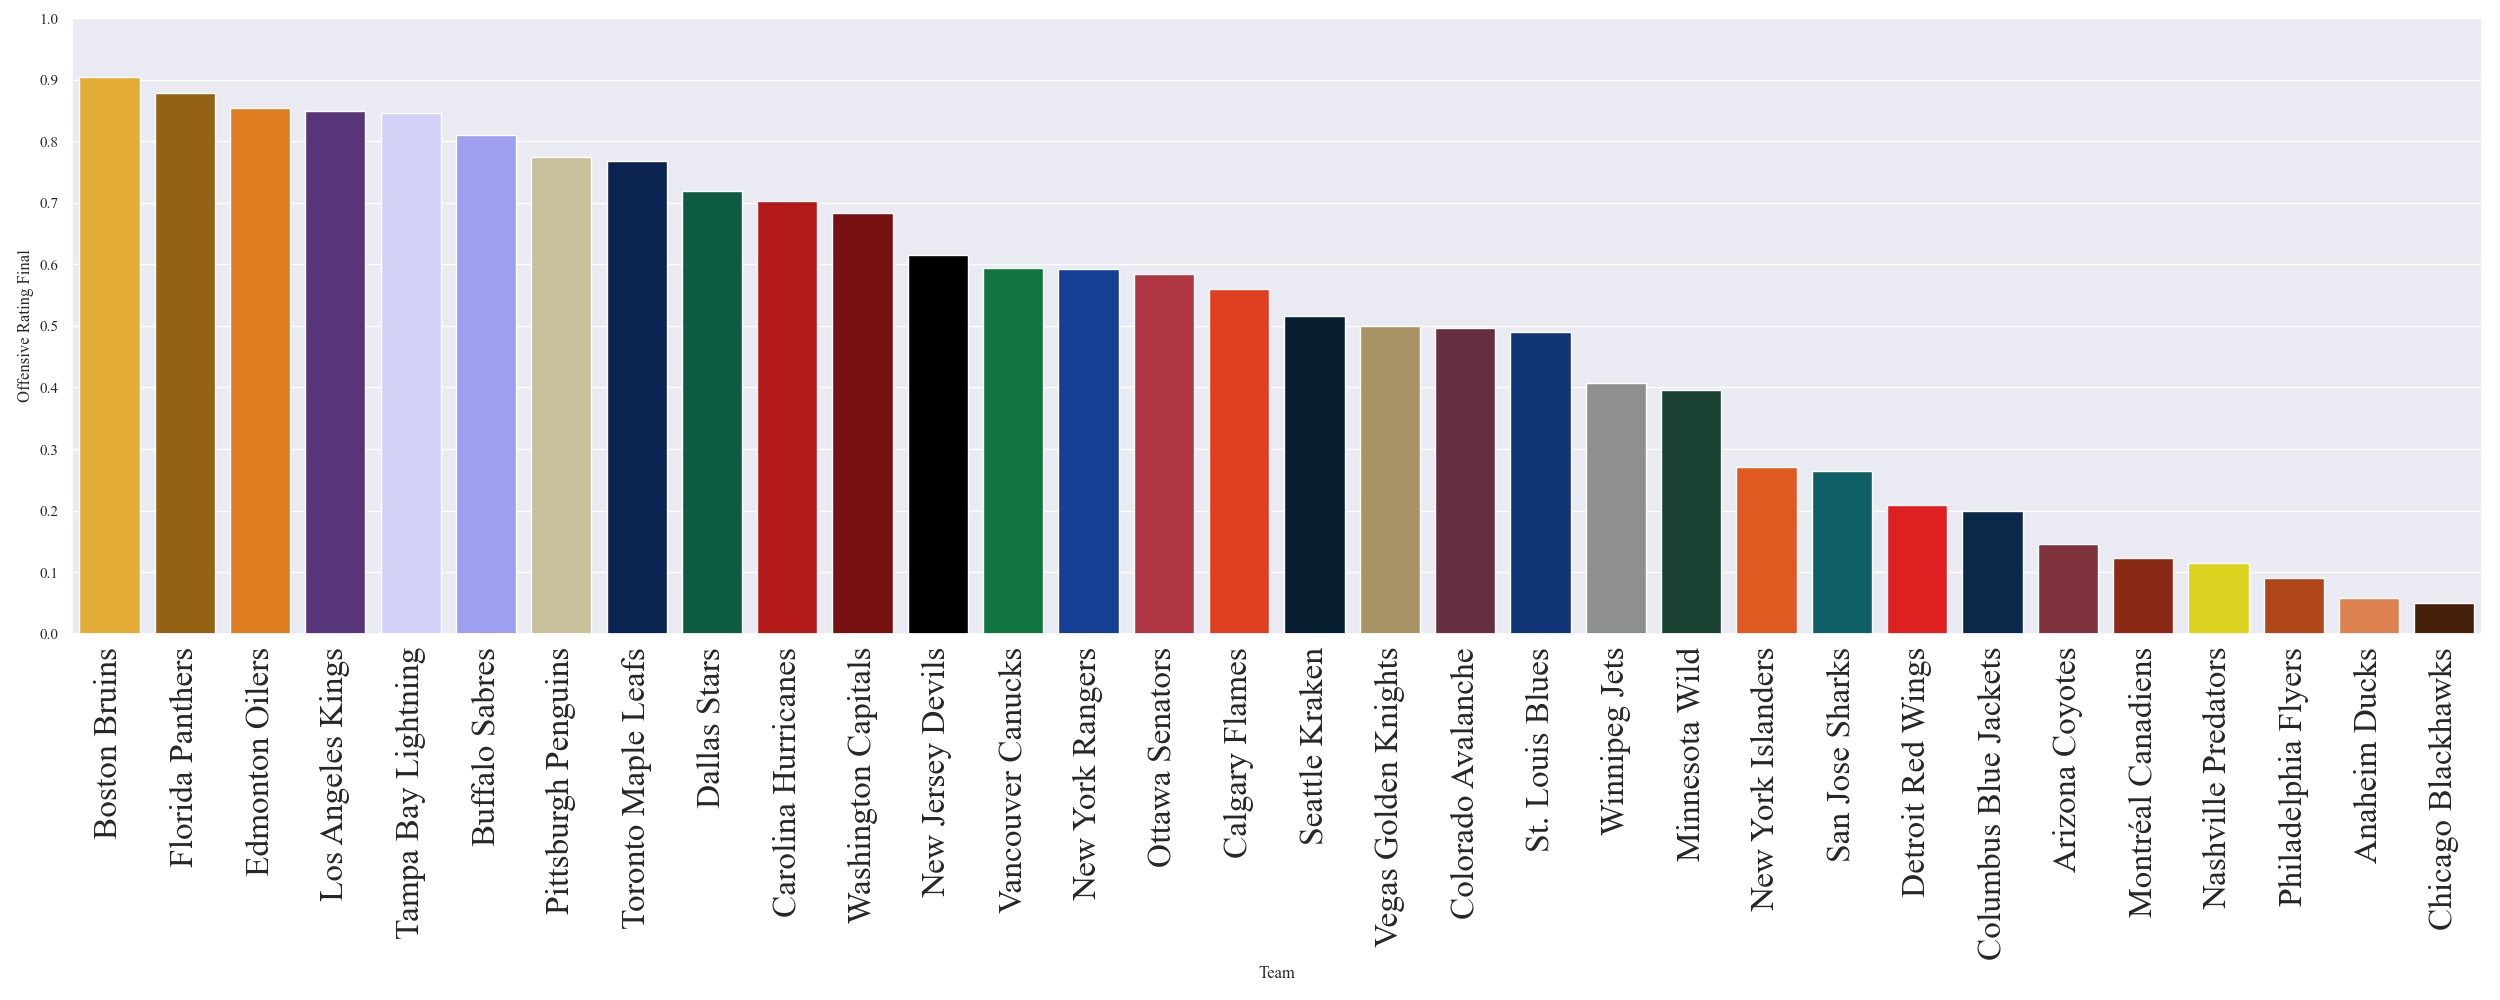 1.0
0.9
0.8
0.7
0.6
0.5
0.4
0.3
0.2
0.1
0.0
Offensive Rating Final
Boston Bruins
Florida Panthers
Edmonton Oilers
Los Angeles Kings
Tampa Bay Lightning
Buffalo Sabres
Pittsburgh Penguins
Toronto Maple Leafs
Dallas Stars
Carolina Hurricanes
Washington Capitals
New Jersey Devils
Vancouver Canucks
New York Rangers
Ottawa Senators
Calgary Flames
Seattle Kraken
Vegas Golden Knights
Colorado Avalanche
St. Louis Blues
Winnipeg Jets
Minnesota Wild
New York Islanders
San Jose Sharks
Detroit Red Wings
Columbus Blue Jackets
Arizona Coyotes
Montréal Canadiens
Nashville Predators
Philadelphia Flyers
Anaheim Ducks
Chicago Blackhawks
Team